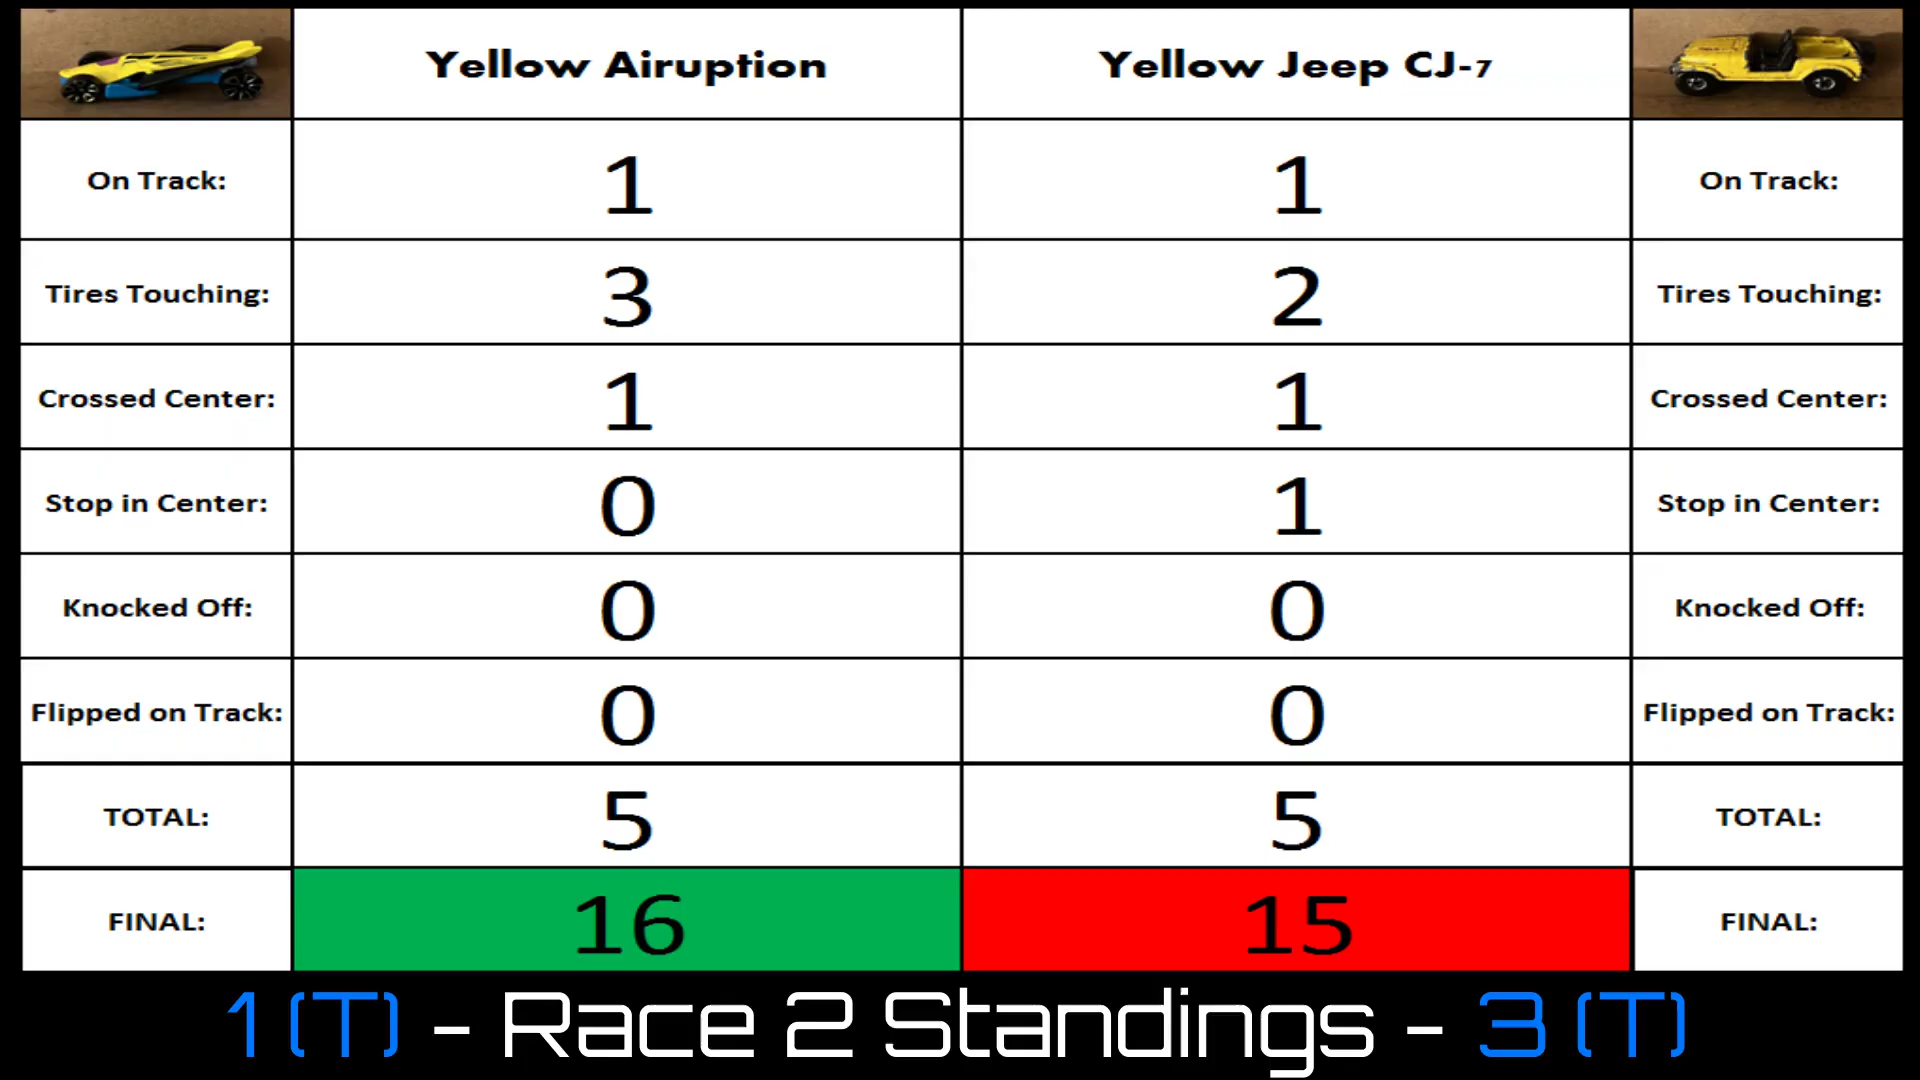 Yellow Airuption Yellow Jeep CJ-7
On Track: 1 1 On Track:
Tires Touching: 3 2 Tires Touching:
Crossed Center: 1 1 Crossed Center:
Stop in Center: 0 1 Stop in Center:
Knocked Off: 0 0 Knocked Off:
Flipped on Track: 0 0 Flipped on Track:
TOTAL: 5 5 TOTAL:
FINAL: 16 15 FINAL:
1 (T) - Race 2 Standings - 3 (T)